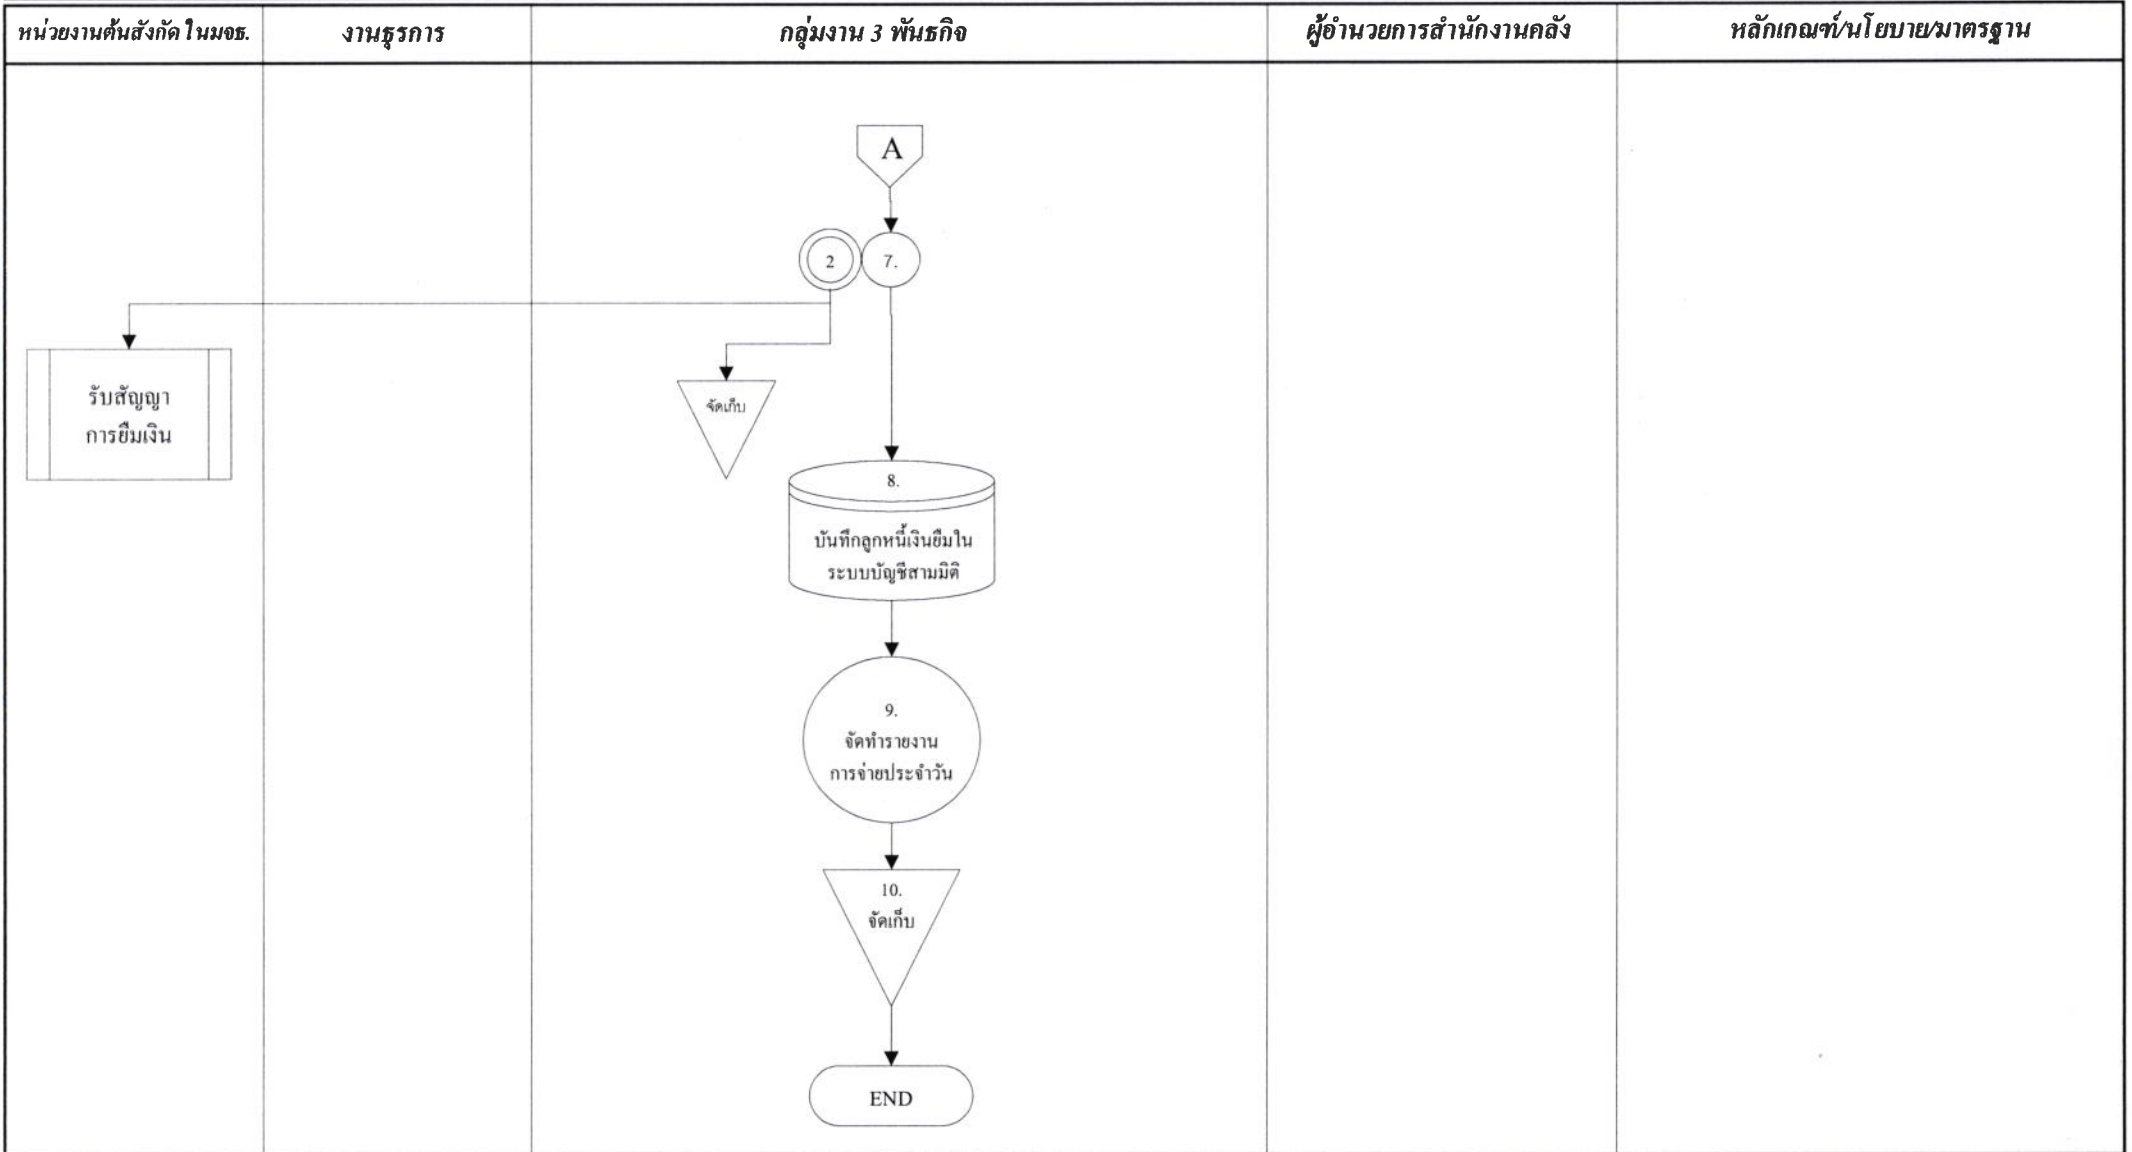 หน่วยงานต้นสังกัด ในมจธ.
งานธุรการ
กลุ่มงาน 3 พันธกิจ
ผู้อำนวยการสำนักงานคลัง
หลักเกณฑ์/นโยบาย/มาตรฐาน
A
2
7.
รับสัญญา
การยืมเงิน
จัดเก็บ
8.
บันทึกลูกหนี้เงินยืมใน
ระบบบัญชีสามมิติ
9.
จัดทำรายงาน
การจ่ายประจำวัน
10.
จัดเก็บ
END